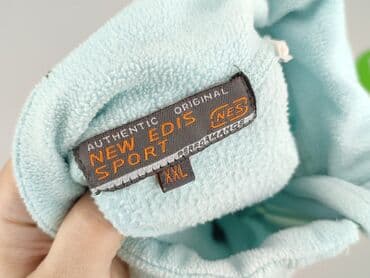 AUTHENTIC ORIGINAL
NEW EDIS
SPORT
NES
PERFORMANCE
XXL